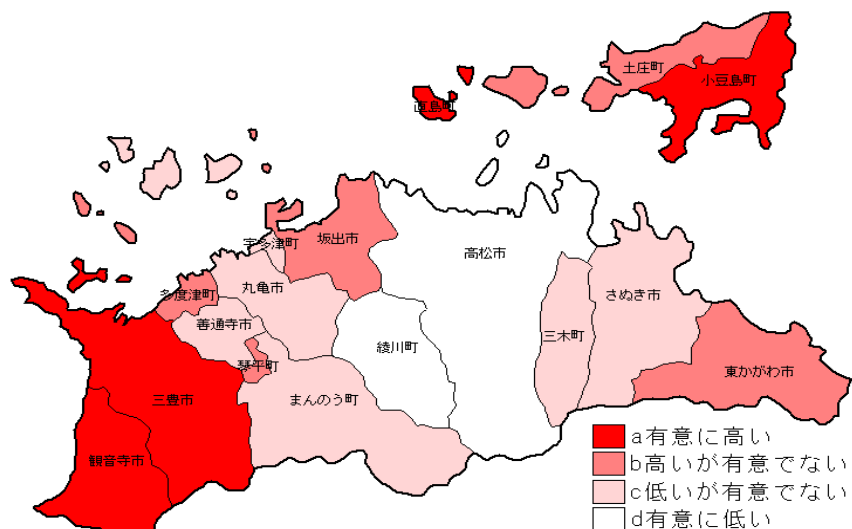 土庄町
小豆島町
直島町
宇多津町
坂出市
高松市
多度津町
丸亀市
さぬき市
善通寺市
三木町
綾川町
琴平町
東かがわ市
三豊市
まんのう町
観音寺市
a有意に高い
b高いが有意でない
c低いが有意でない
d有意に低い